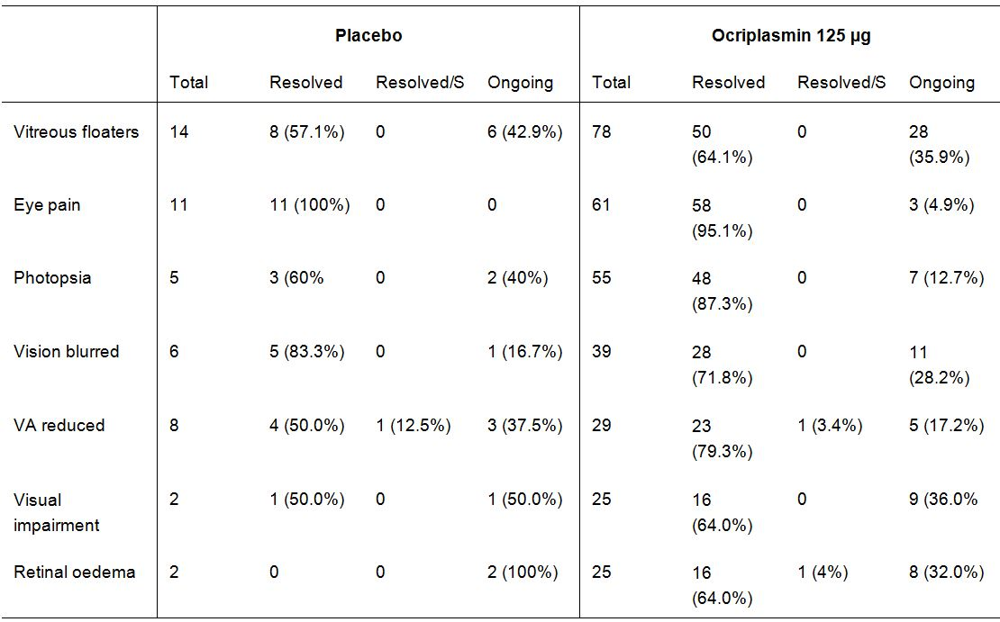 Placebo Ocriplasmin 125 µg
Total Resolved Resolved/S Ongoing Total Resolved Resolved/S Ongoing
Vitreous floaters 14 8 (57.1%) 0 6 (42.9%) 78 50 0 28
(64.1%) (35.9%)
Eye pain 11 11 (100%) 0 0 61 58 0 3 (4.9%)
(95.1%)
Photopsia 5 3 (60% 0 2 (40%) 55 48 0 7 (12.7%)
(87.3%)
Vision blurred 6 5 (83.3%) 0 1 (16.7%) 39 28 0 11
(71.8%) (28.2%)
VA reduced 8 4 (50.0%) 1 (12.5%) 3 (37.5%) 29 23 1 (3.4%) 5 (17.2%)
(79.3%)
Visual 2 1 (50.0%) 0 1 (50.0%) 25 16 0 9 (36.0%
impairment (64.0%)
Retinal oedema 2 0 0 2 (100%) 25 16 1 (4%) 8 (32.0%)
(64.0%)